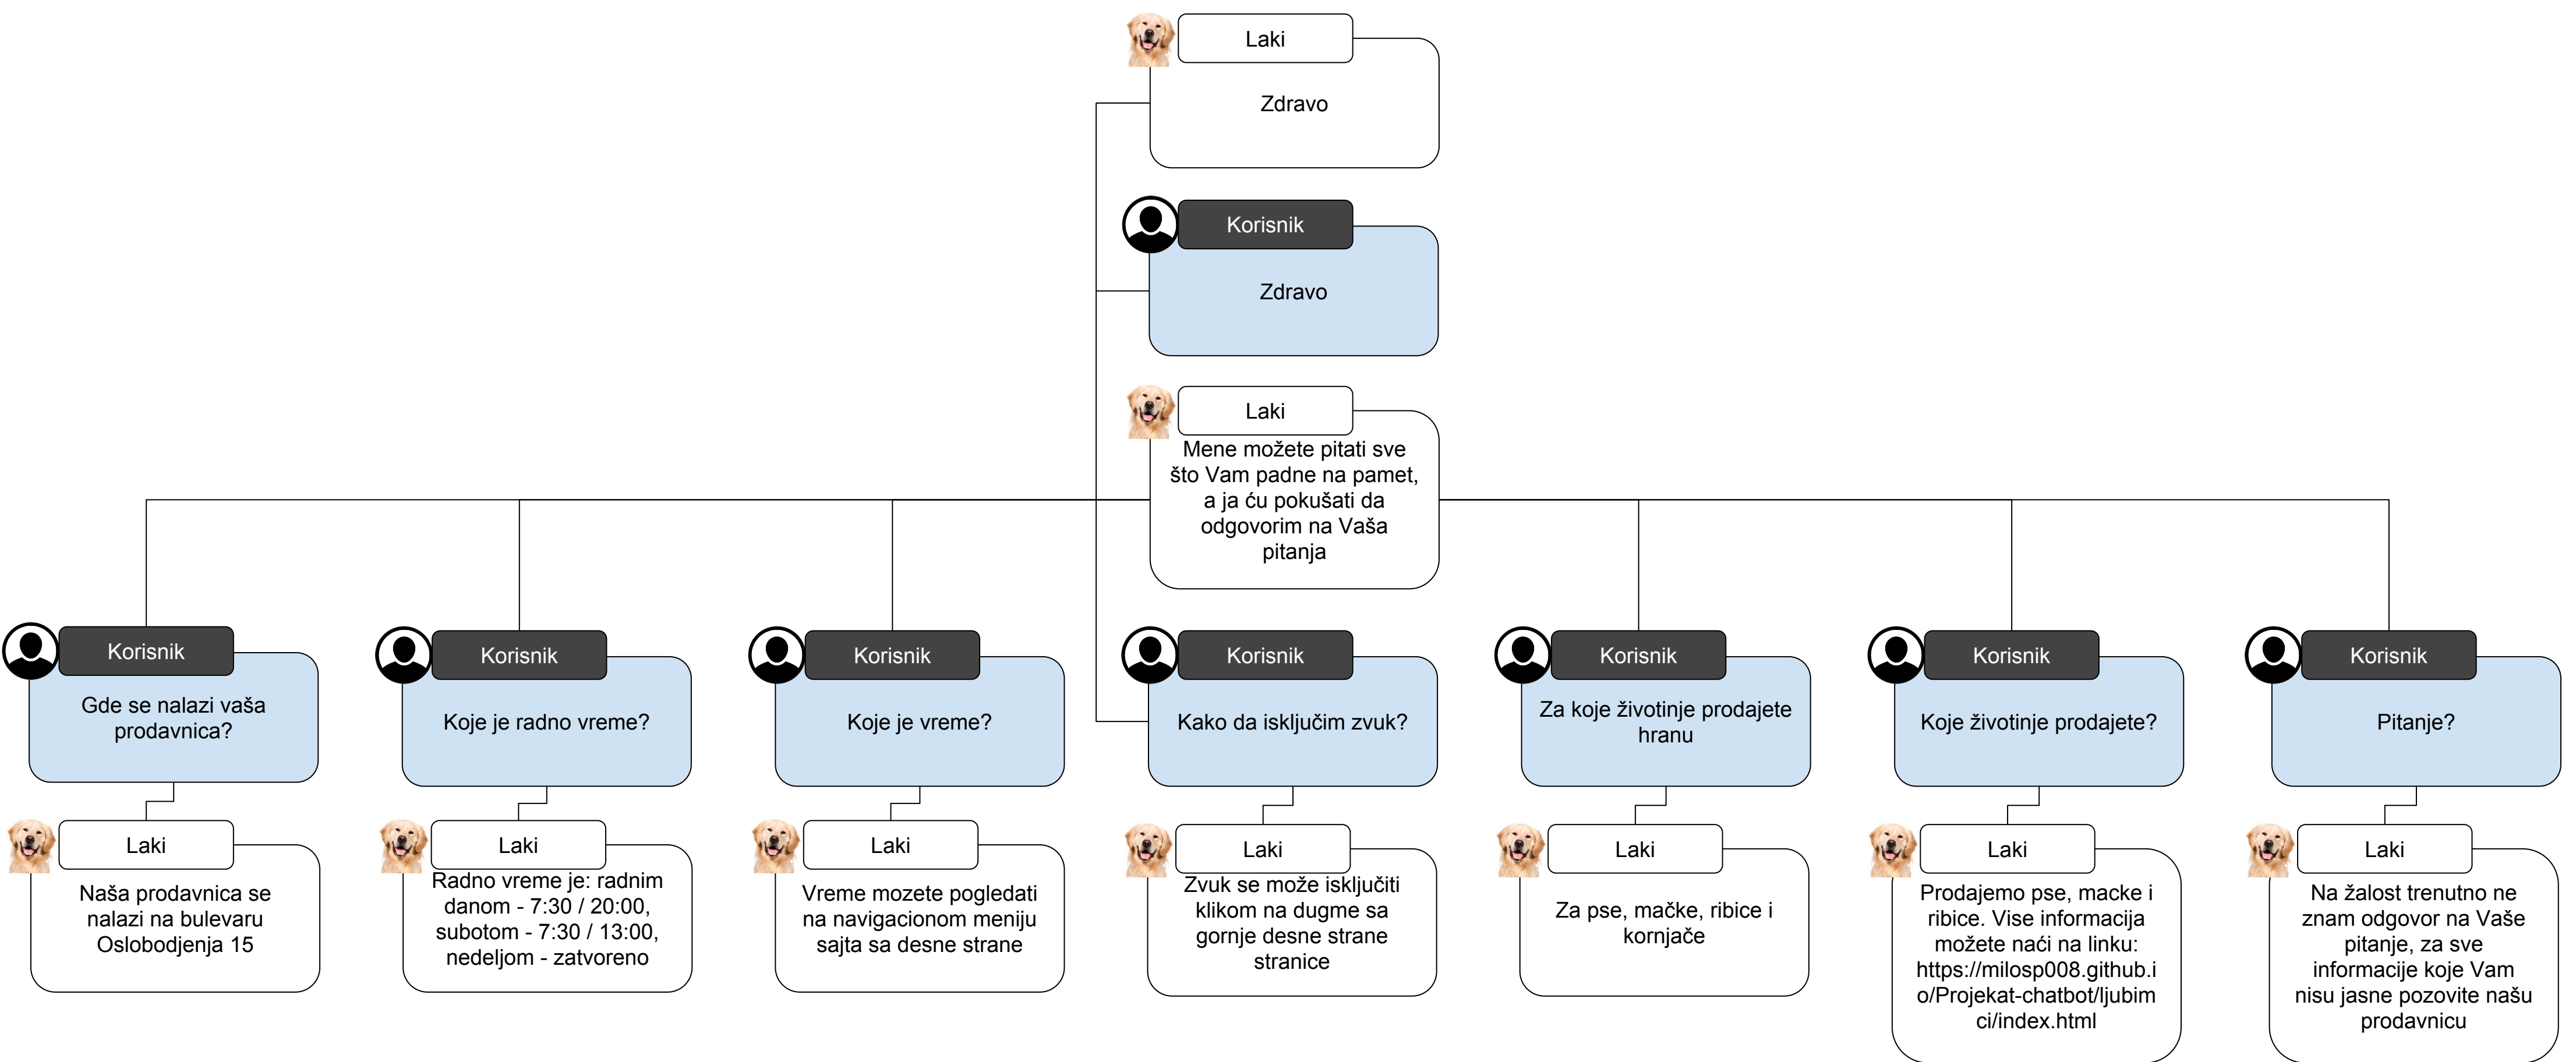 Laki
Zdravo
Korisnik
Zdravo
Laki
Mene možete pitati sve
što Vam padne na pamet,
a ja ću pokušati da
odgovorim na Vaša
pitanja
Korisnik
Gde se nalazi vaša
prodavnica?
Laki
Naša prodavnica se
nalazi na bulevaru
Oslobodjenja 15
Korisnik
Koje je radno vreme?
Laki
Radno vreme je: radnim
danom - 7:30 / 20:00,
subotom - 7:30 / 13:00,
nedeljom - zatvoreno
Korisnik
Koje je vreme?
Laki
Vreme mozete pogledati
na navigacionom meniju
sajta sa desne strane
Korisnik
Kako da isključim zvuk?
Laki
Zvuk se može isključiti
klikom na dugme sa
gornje desne strane
stranice
Korisnik
Za koje životinje prodajete
hranu
Laki
Za pse, mačke, ribice i
kornjače
Korisnik
Koje životinje prodajete?
Laki
Prodajemo pse, macke i
ribice. Vise informacija
možete naći na linku:
https://milosp008.github.i
o/Projekat-chatbot/ljubim
ci/index.html
Korisnik
Pitanje?
Laki
Na žalost trenutno ne
znam odgovor na Vaše
pitanje, za sve
informacije koje Vam
nisu jasne pozovite našu
prodavnicu